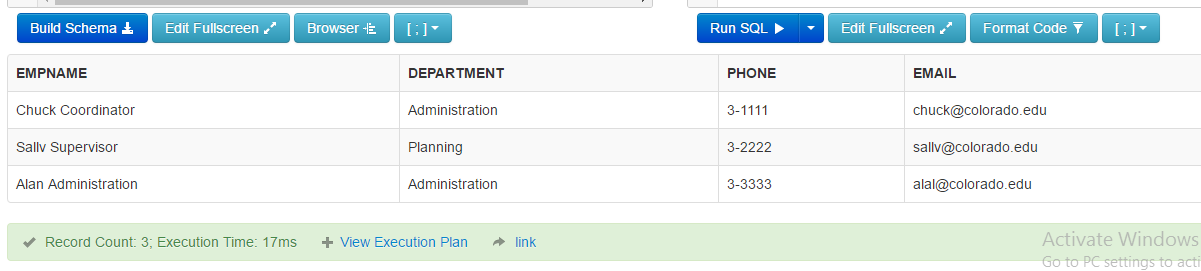 Build Schema Edit Fullscreen Browser [ ; ] Run SQL Edit Fullscreen Format Code [ ; ]
EMPNAME DEPARTMENT PHONE EMAIL
Chuck Coordinator Administration 3-1111 chuck@colorado.edu
Sallv Supervisor Planning 3-2222 sallv@colorado.edu
Alan Administration Administration 3-3333 alal@colorado.edu
Record Count: 3; Execution Time: 17ms View Execution Plan link
Activate Windows
Go to PC settings to acti